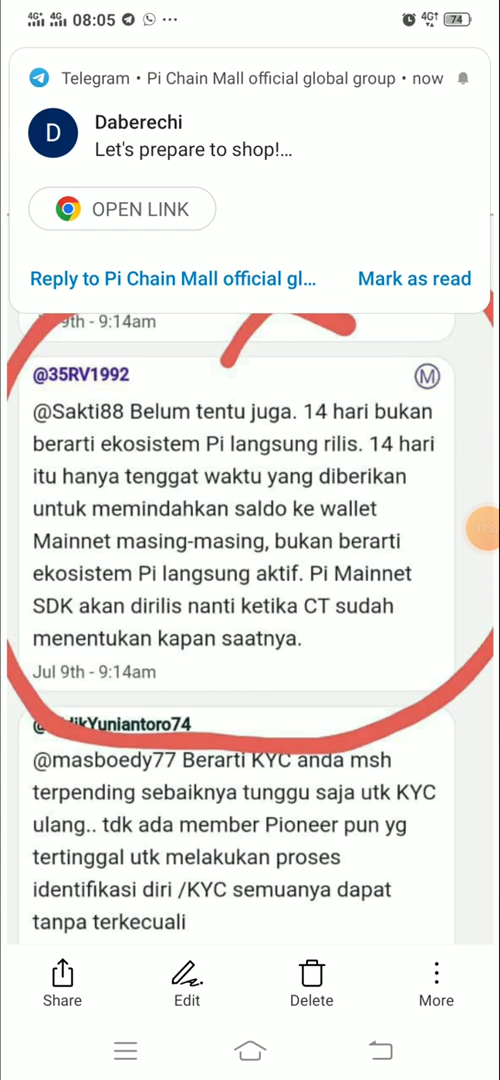 4G+ 4G 08:05 ... 4G+ 74
Telegram • Pi Chain Mall official global group • now
D
Daberechi
Let's prepare to shop!...
OPEN LINK
Reply to Pi Chain Mall official gl...
Mark as read
9th - 9:14am
@35RV1992
M
@Sakti88 Belum tentu juga. 14 hari bukan
berarti ekosistem Pi langsung rilis. 14 hari
itu hanya tenggat waktu yang diberikan
untuk memindahkan saldo ke wallet
Mainnet masing-masing, bukan berarti
ekosistem Pi langsung aktif. Pi Mainnet
SDK akan dirilis nanti ketika CT sudah
menentukan kapan saatnya.
Jul 9th - 9:14am
ikYuniantoro74
@masboedy77 Berarti KYC anda msh
terpending sebaiknya tunggu saja utk KYC
ulang.. tdk ada member Pioneer pun yg
tertinggal utk melakukan proses
identifikasi diri /KYC semuanya dapat
tanpa terkecuali
Share
Edit
Delete
More